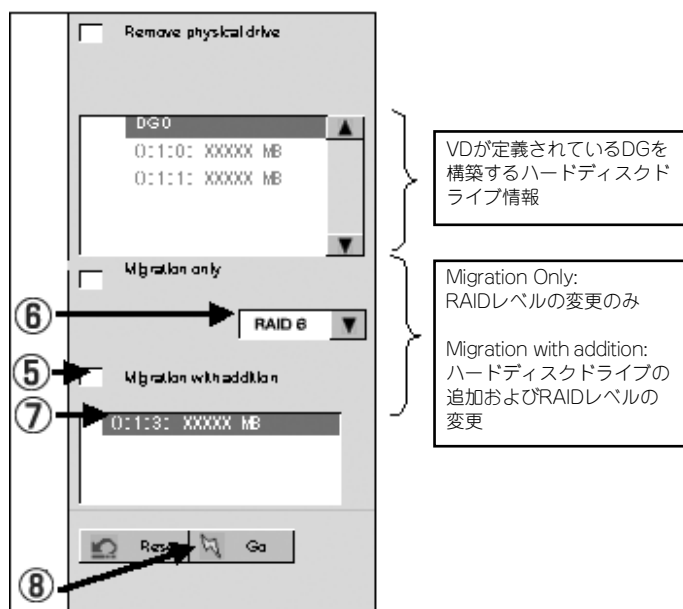 Remove physical drive
DG0
0:1:0: XXXXX MB
0:1:1: XXXXX MB
VDが定義されているDGを
構築するハードディスクド
ライブ情報
Migration only
⑥
RAID 6
⑤
Migration with addition
⑦
0:1:3: XXXXX MB
Migration Only:
RAIDレベルの変更のみ
Migration with addition:
ハードディスクドライブの
追加およびRAIDレベルの
変更
Rese
Go
⑧